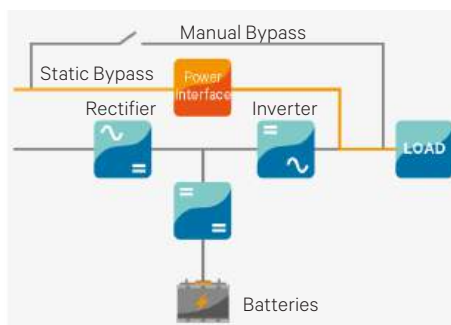 Manual Bypass
Static Bypass
Power
Interface
Rectifier
Inverter
LOAD
Batteries